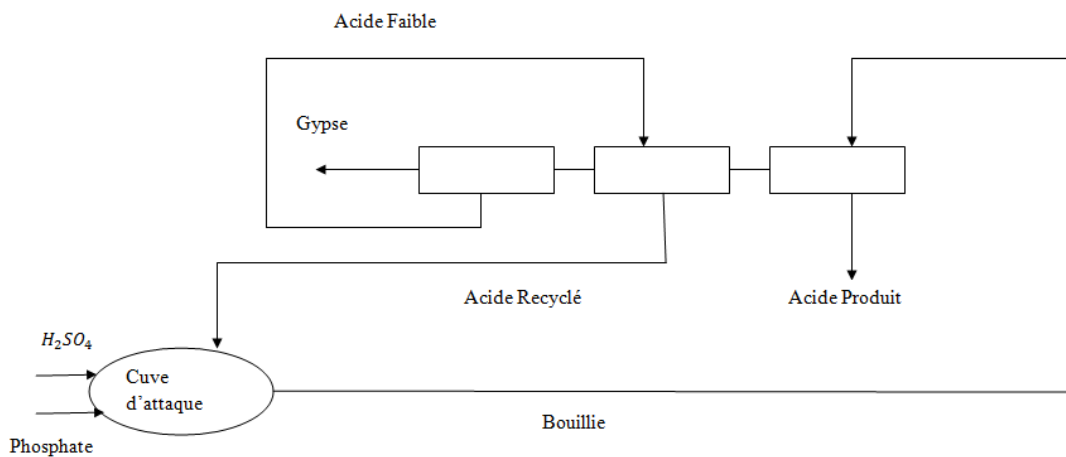 Acide Faible
Gypse
Acide Recyclé
Acide Produit
H₂SO₄
Cuve
d'attaque
Bouillie
Phosphate